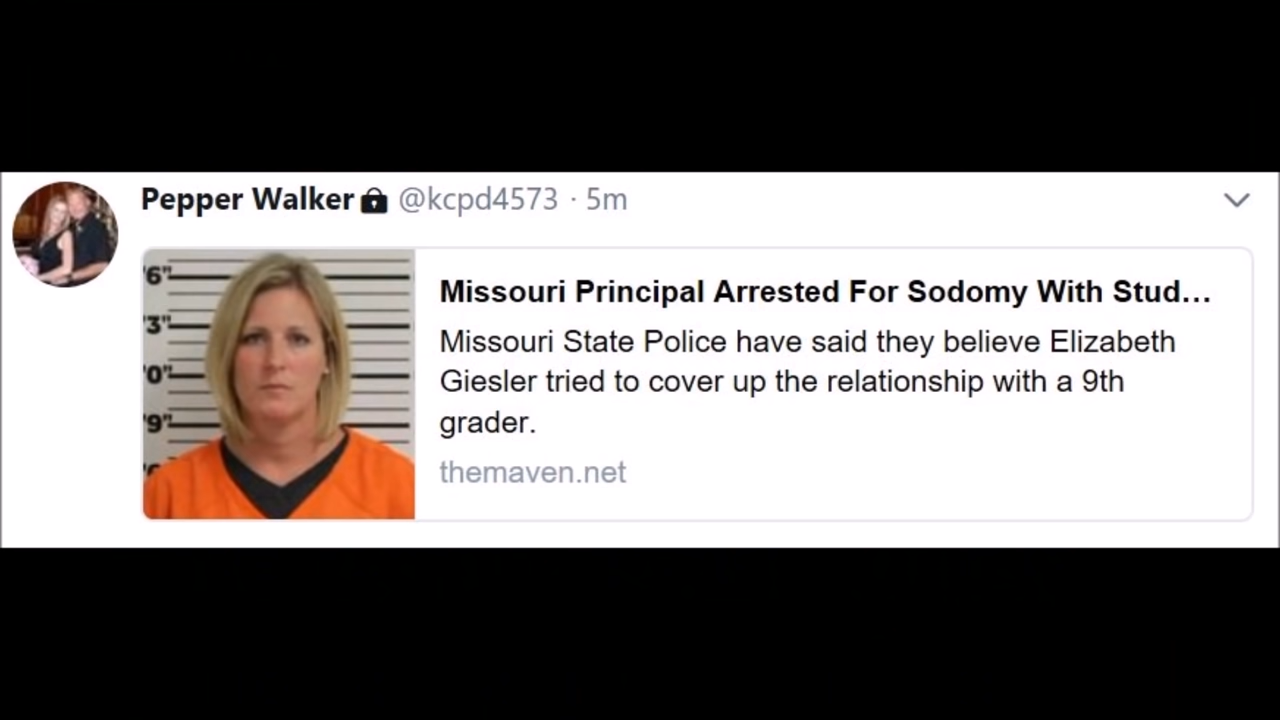 Pepper Walker @kcpd4573 · 5m
Missouri Principal Arrested For Sodomy With Stud...
Missouri State Police have said they believe Elizabeth
Giesler tried to cover up the relationship with a 9th
grader.
themaven.net
6"
3"
0"
9"